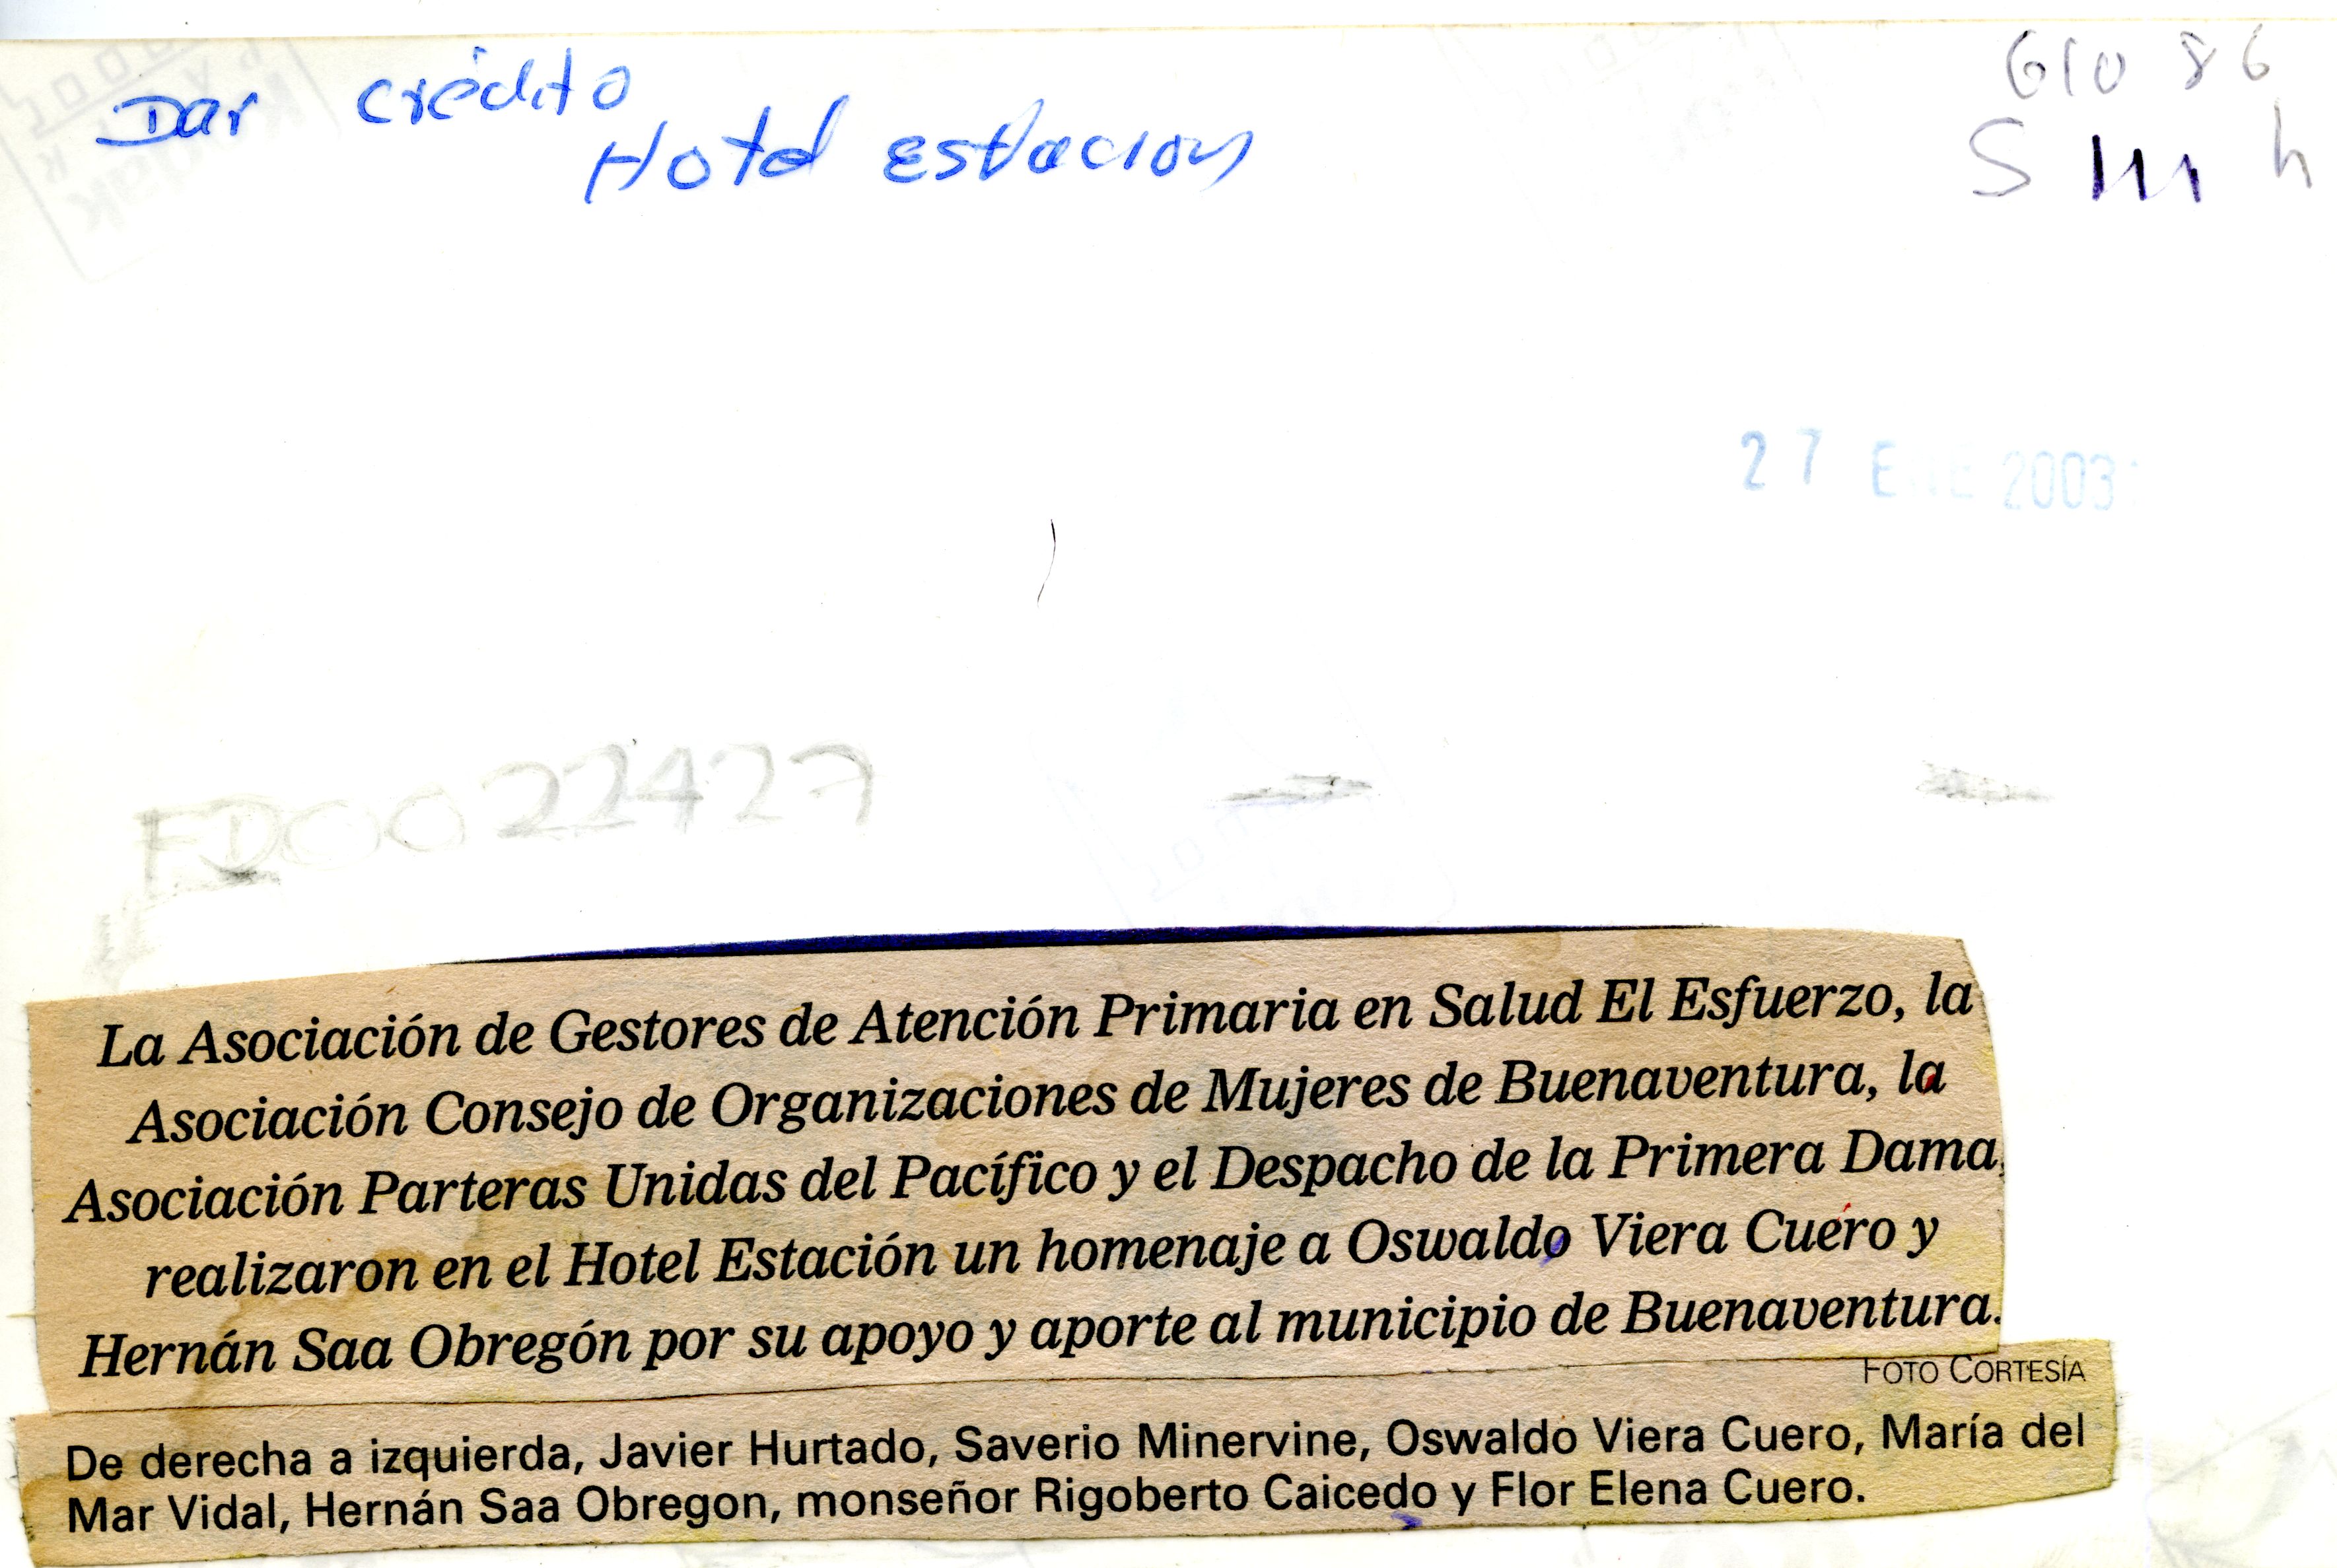 Dar crédito
Hotel estacion
610 86
27 ENE 2003
FD0022427
La Asociación de Gestores de Atención Primaria en Salud El Esfuerzo, la
Asociación Consejo de Organizaciones de Mujeres de Buenaventura, la
Asociación Parteras Unidas del Pacífico y el Despacho de la Primera Dama,
realizaron en el Hotel Estación un homenaje a Oswaldo Viera Cuero y
Hernán Saa Obregón por su apoyo y aporte al municipio de Buenaventura.
FOTO CORTESÍA
De derecha a izquierda, Javier Hurtado, Saverio Minervine, Oswaldo Viera Cuero, María del
Mar Vidal, Hernán Saa Obregon, monseñor Rigoberto Caicedo y Flor Elena Cuero.